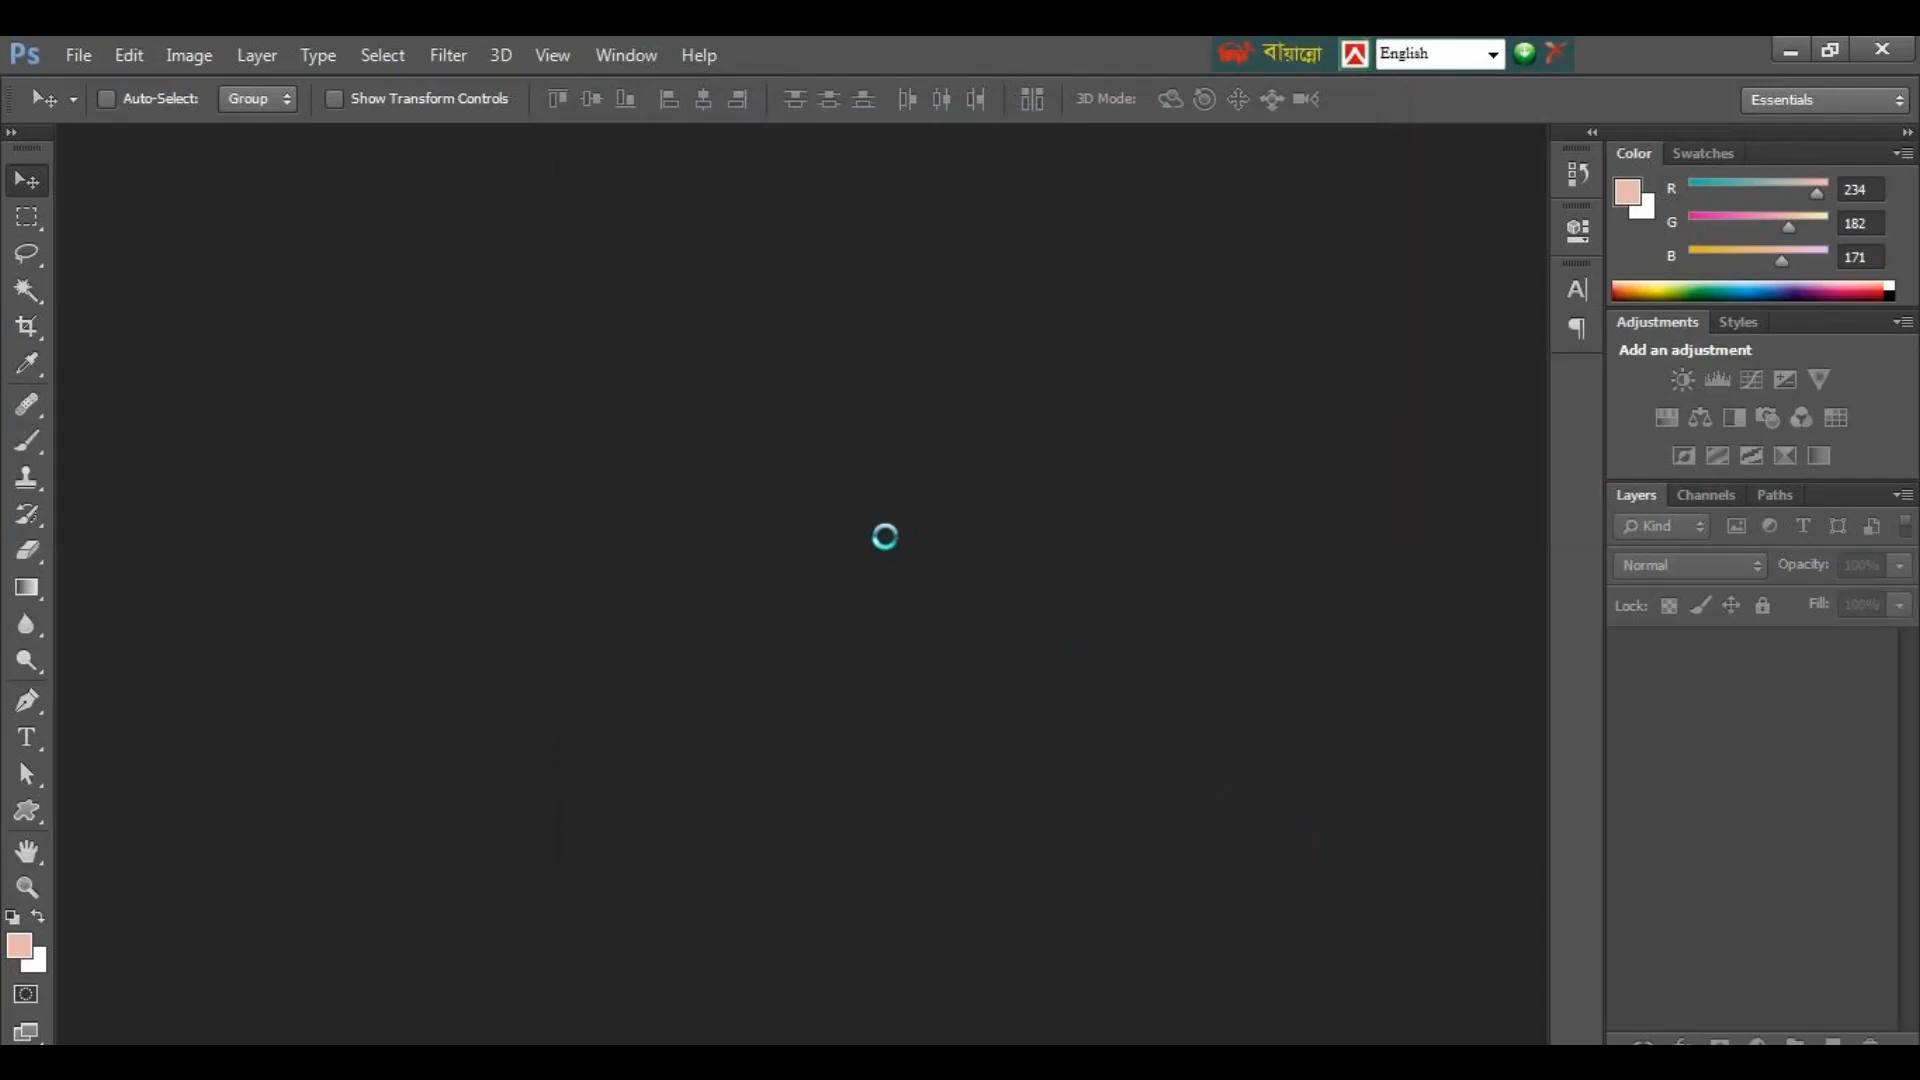 Ps File Edit Image Layer Type Select Filter 3D View Window Help বায়ান্নো English
Auto-Select: Group Show Transform Controls 3D Mode: Essentials
Color Swatches
R 234
G 182
B 171
Adjustments Styles
Add an adjustment
Layers Channels Paths
Kind
Normal Opacity: 100%
Lock: Fill: 100%